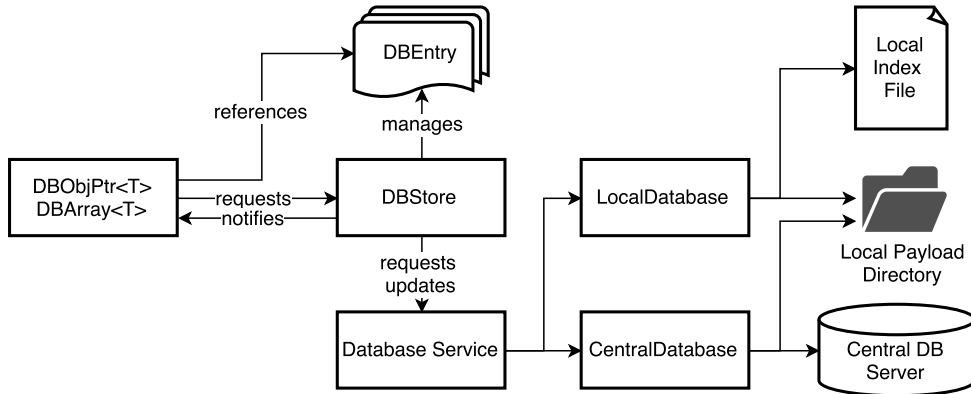 DBEntry
Local
Index
File
references
manages
DBObjPtr<T>
DBArray<T>
requests
notifies
DBStore
LocalDatabase
Local Payload
Directory
requests
updates
Database Service
CentralDatabase
Central DB
Server